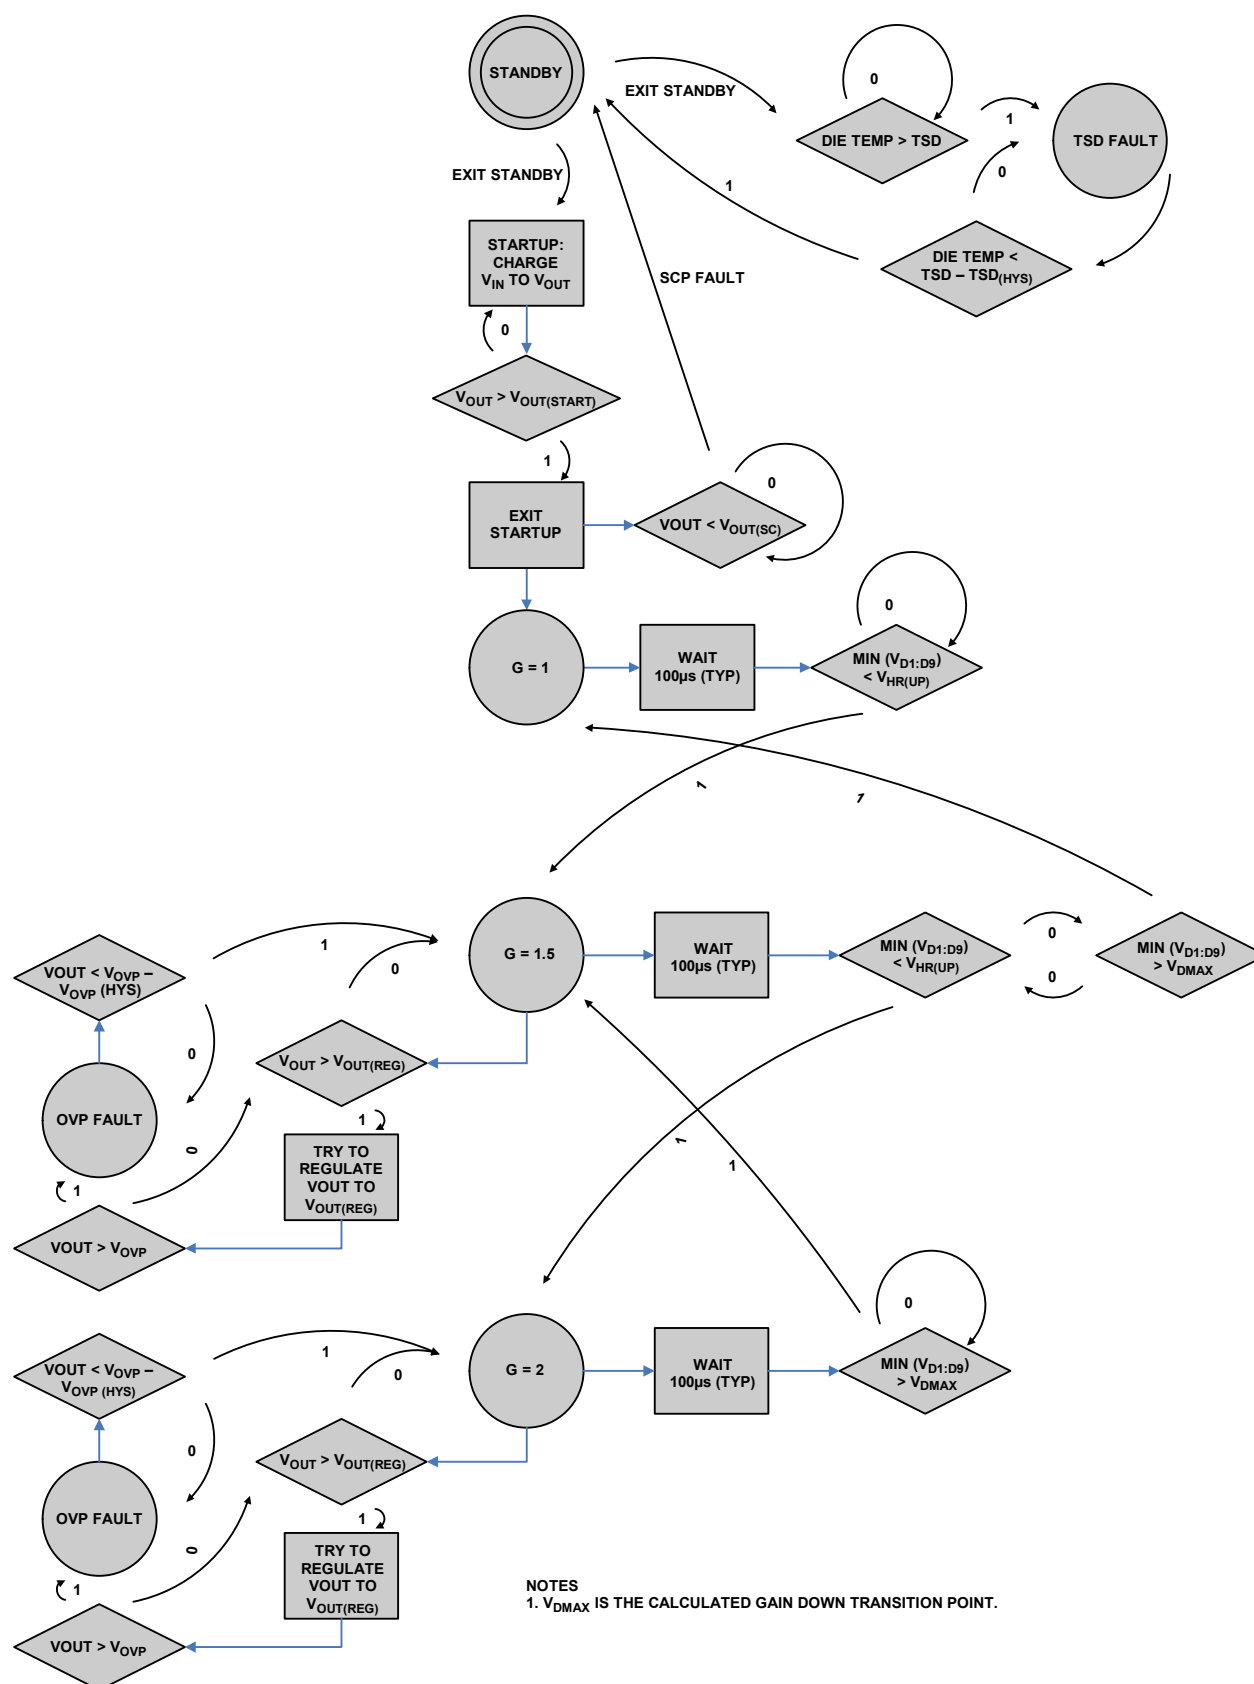 STANDBY
EXIT STANDBY
0
DIE TEMP > TSD
1
TSD FAULT
0
EXIT STANDBY
1
STARTUP:
CHARGE
VIN TO VOUT
DIE TEMP <
TSD – TSD(HYS)
SCP FAULT
0
VOUT > VOUT(START)
1
0
EXIT
STARTUP
VOUT < VOUT(SC)
0
G = 1
WAIT
100µs (TYP)
MIN (VD1:D9)
< VHR(UP)
1
1
VOUT < VOVP –
VOVP (HYS)
1
0
G = 1.5
WAIT
100µs (TYP)
MIN (VD1:D9)
< VHR(UP)
0
0
MIN (VD1:D9)
> VDMAX
0
VOUT > VOUT(REG)
OVP FAULT
0
1
TRY TO
REGULATE
VOUT TO
VOUT(REG)
1
1
1
VOUT > VOVP
0
VOUT < VOVP –
VOVP (HYS)
1
0
G = 2
WAIT
100µs (TYP)
MIN (VD1:D9)
> VDMAX
0
VOUT > VOUT(REG)
OVP FAULT
0
1
TRY TO
REGULATE
VOUT TO
VOUT(REG)
1
VOUT > VOVP
NOTES
1. VDMAX IS THE CALCULATED GAIN DOWN TRANSITION POINT.